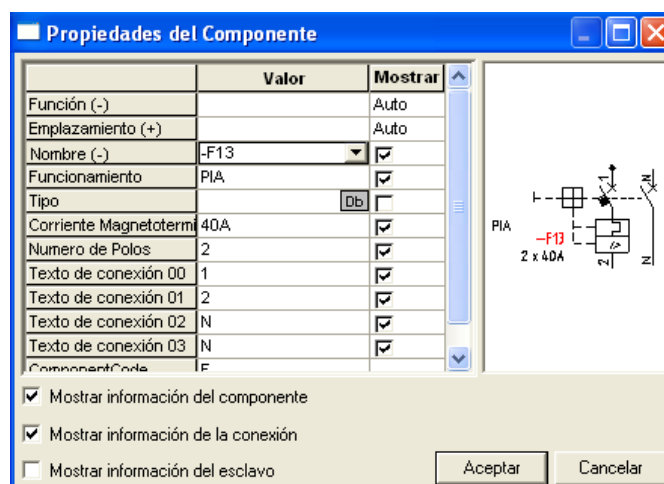 Propiedades del Componente
Valor Mostrar
Función (-) Auto
Emplazamiento (+) Auto
Nombre (-) -F13
Funcionamiento PIA
Tipo Db
Corriente Magnetotermi 40A
Numero de Polos 2
Texto de conexión 00 1
Texto de conexión 01 2
Texto de conexión 02 N
Texto de conexión 03 N
ComponentCode F
PIA
-F13
2 x 40A
1
N
2
N
Mostrar información del componente
Mostrar información de la conexión
Mostrar información del esclavo
Aceptar Cancelar